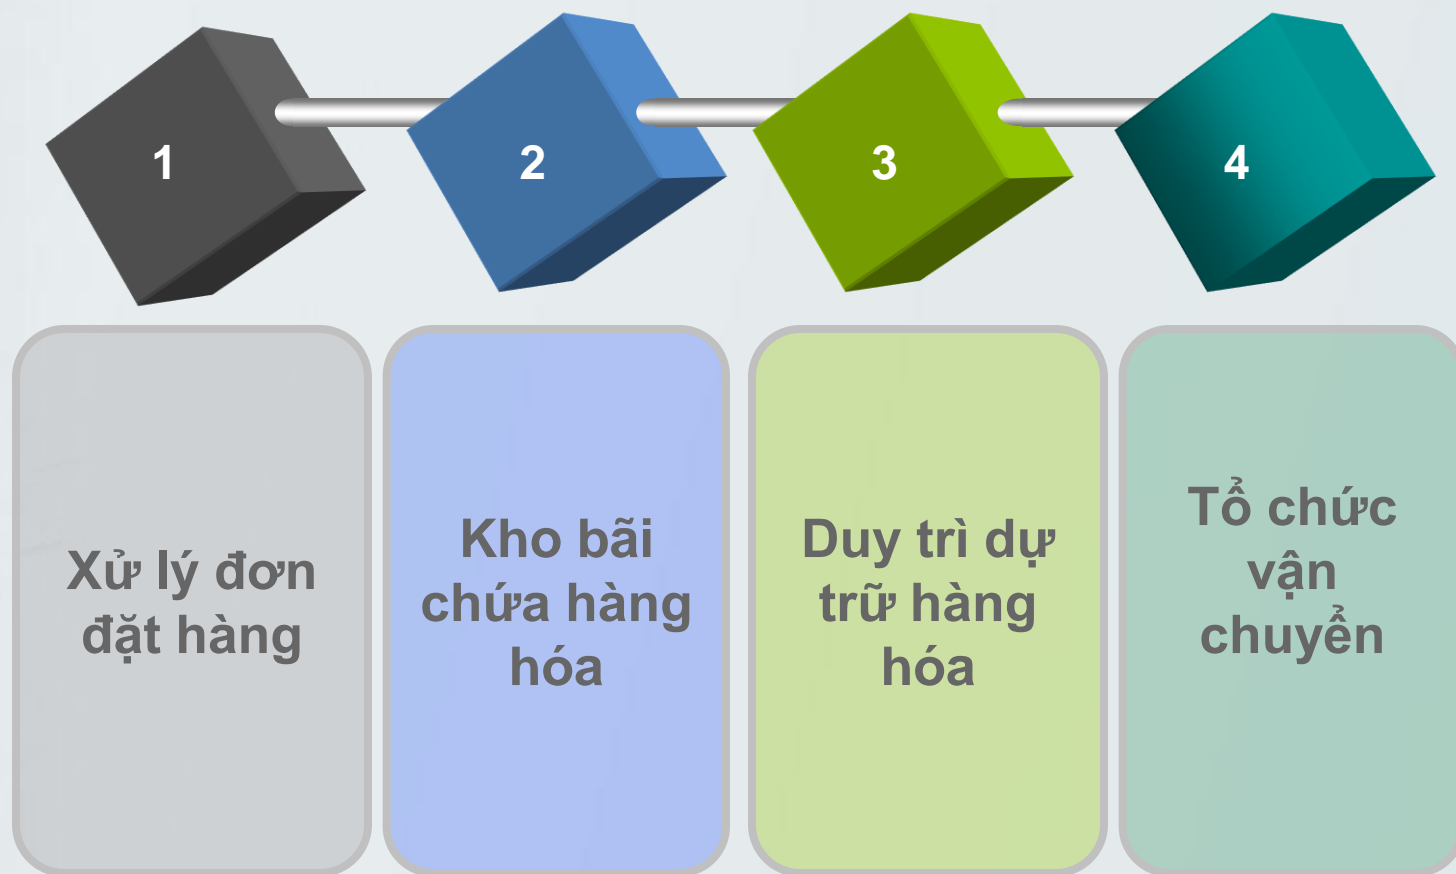 1
2
3
4
Xử lý đơn
đặt hàng
Kho bãi
chứa hàng
hóa
Duy trì dự
trữ hàng
hóa
Tổ chức
vận
chuyển